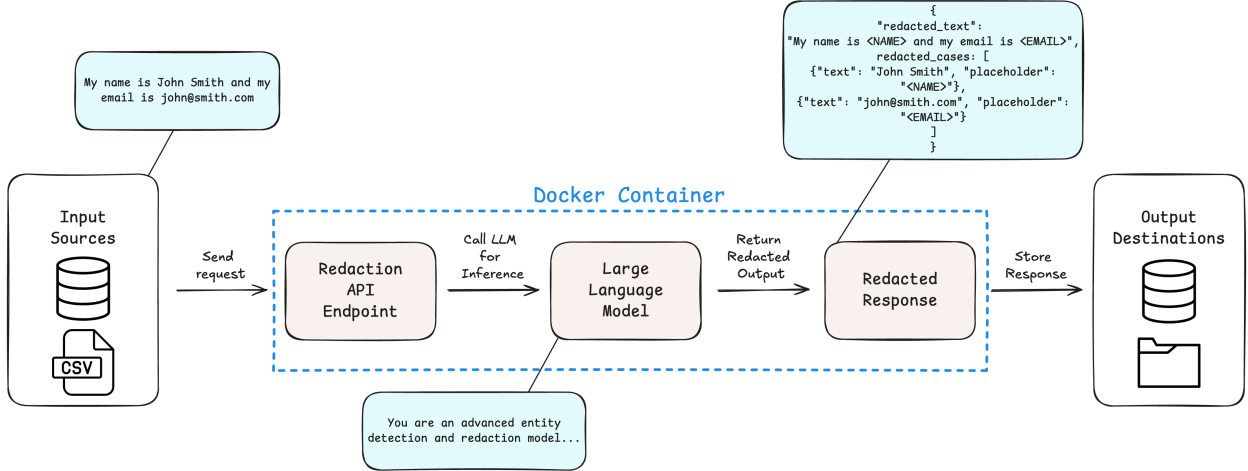 {
"redacted_text":
"My name is <NAME> and my email is <EMAIL>",
redacted_cases: [
{"text": "John Smith", "placeholder":
"<NAME>"},
{"text": "john@smith.com", "placeholder":
"<EMAIL>"}
]
}
My name is John Smith and my
email is john@smith.com
Docker Container
Input
Sources
CSV
Send
request
Redaction
API
Endpoint
Call LLM
for
Inference
Large
Language
Model
Return
Redacted
Output
Redacted
Response
Store
Response
Output
Destinations
You are an advanced entity
detection and redaction model...